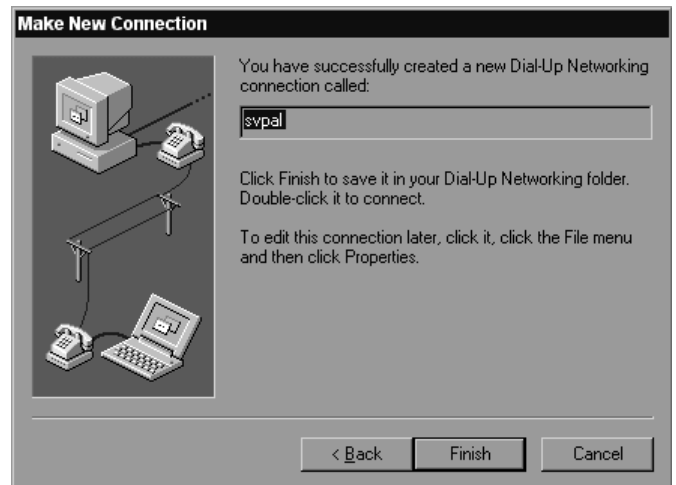 Make New Connection
You have successfully created a new Dial-Up Networking
connection called:
svpal
Click Finish to save it in your Dial-Up Networking folder.
Double-click it to connect.
To edit this connection later, click it, click the File menu
and then click Properties.
< Back
Finish
Cancel